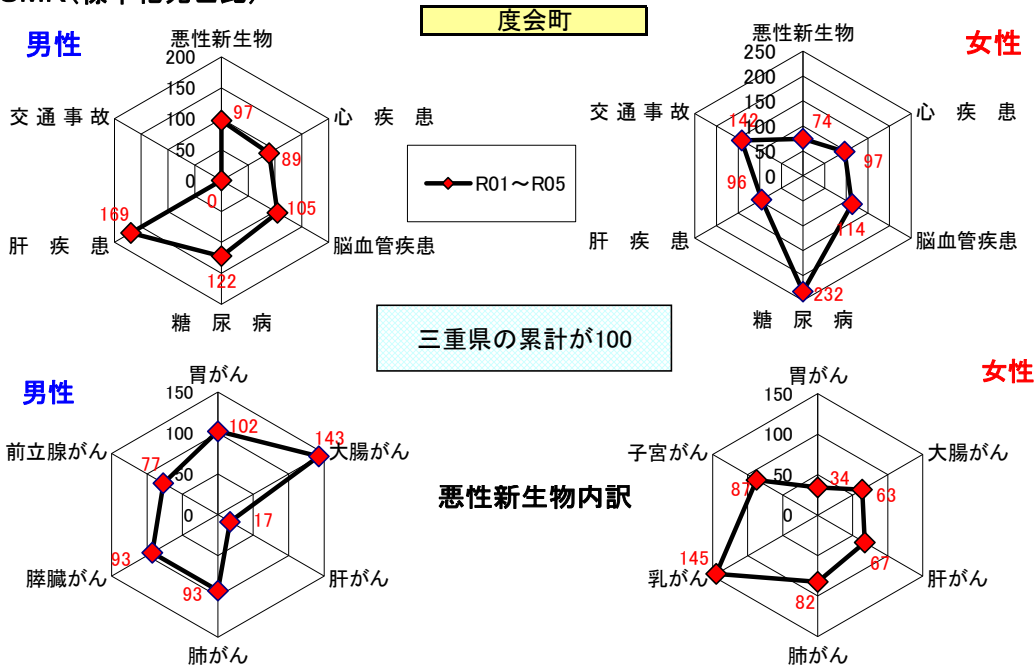 度会町
男性
悪性新生物
心疾患
脳血管疾患
糖尿病
肝疾患
交通事故
200
150
100
50
0
97
89
105
122
169
0
R01～R05
女性
悪性新生物
心疾患
脳血管疾患
糖尿病
肝疾患
交通事故
250
200
150
100
50
0
74
97
114
232
96
142
三重県の累計が100
男性
胃がん
大腸がん
肝がん
肺がん
膵臓がん
前立腺がん
150
100
50
0
102
143
17
93
93
77
悪性新生物内訳
女性
胃がん
大腸がん
肝がん
肺がん
乳がん
子宮がん
150
100
50
0
34
63
67
82
145
87